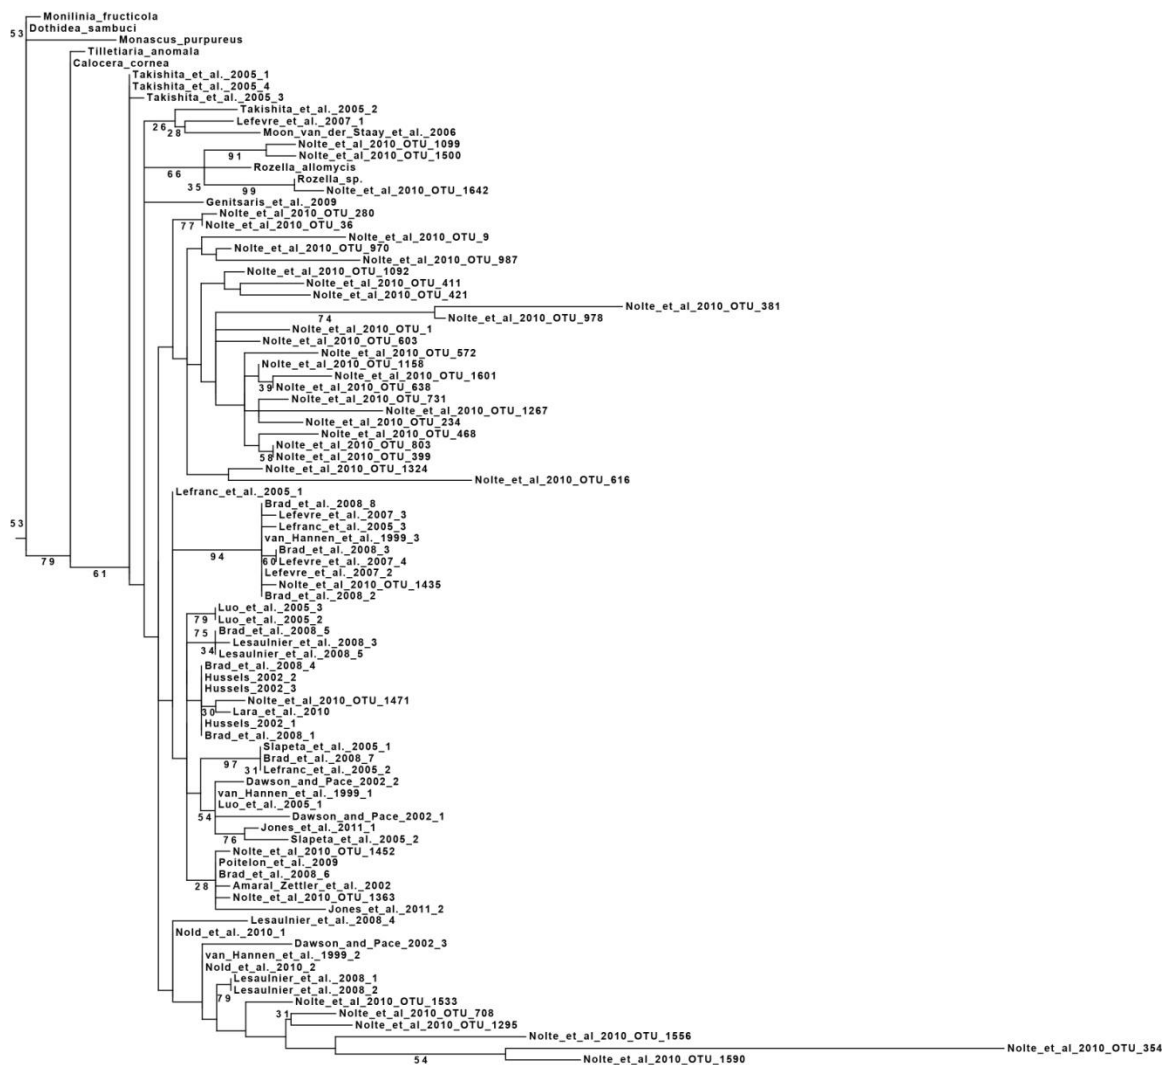 Monilinia_fructicola
53
Dothidea_sambuci
Monascus_purpureus
Tilletiaria_anomala
Calocera_cornea
Takishita_et_al._2005_1
Takishita_et_al._2005_4
Takishita_et_al._2005_3
Takishita_et_al._2005_2
Lefevre_et_al._2007_1
26
28
Moon_van_der_Staay_et_al._2006
Nolte_et_al_2010_OTU_1099
91
Nolte_et_al_2010_OTU_1500
Rozella_allomycis
66
Rozella_sp.
35
99
Nolte_et_al_2010_OTU_1642
Genitsaris_et_al._2009
Nolte_et_al_2010_OTU_280
77
Nolte_et_al_2010_OTU_36
Nolte_et_al_2010_OTU_9
Nolte_et_al_2010_OTU_970
Nolte_et_al_2010_OTU_987
Nolte_et_al_2010_OTU_1092
Nolte_et_al_2010_OTU_411
Nolte_et_al_2010_OTU_421
Nolte_et_al_2010_OTU_381
74
Nolte_et_al_2010_OTU_978
Nolte_et_al_2010_OTU_1
Nolte_et_al_2010_OTU_603
Nolte_et_al_2010_OTU_572
Nolte_et_al_2010_OTU_1158
Nolte_et_al_2010_OTU_1601
39
Nolte_et_al_2010_OTU_638
Nolte_et_al_2010_OTU_731
Nolte_et_al_2010_OTU_1267
Nolte_et_al_2010_OTU_234
Nolte_et_al_2010_OTU_468
Nolte_et_al_2010_OTU_803
58
Nolte_et_al_2010_OTU_399
Nolte_et_al_2010_OTU_1324
Nolte_et_al_2010_OTU_616
Lefranc_et_al._2005_1
Brad_et_al._2008_8
Lefevre_et_al._2007_3
53
Lefranc_et_al._2005_3
van_Hannen_et_al._1999_3
94
Brad_et_al._2008_3
79
60
Lefevre_et_al._2007_4
61
Lefevre_et_al._2007_2
Nolte_et_al_2010_OTU_1435
Brad_et_al._2008_2
Luo_et_al._2005_3
79
Luo_et_al._2005_2
75
Brad_et_al._2008_5
Lesaulnier_et_al._2008_3
34
Lesaulnier_et_al._2008_5
Brad_et_al._2008_4
Hussels_2002_2
Hussels_2002_3
Nolte_et_al_2010_OTU_1471
30
Lara_et_al._2010
Hussels_2002_1
Brad_et_al._2008_1
Slapeta_et_al._2005_1
97
Brad_et_al._2008_7
31
Lefranc_et_al._2005_2
Dawson_and_Pace_2002_2
van_Hannen_et_al._1999_1
Luo_et_al._2005_1
54
Dawson_and_Pace_2002_1
Jones_et_al._2011_1
76
Slapeta_et_al._2005_2
Nolte_et_al_2010_OTU_1452
Poitelon_et_al._2009
Brad_et_al._2008_6
28
Amaral_Zettler_et_al._2002
Nolte_et_al_2010_OTU_1363
Jones_et_al._2011_2
Lesaulnier_et_al._2008_4
Nold_et_al._2010_1
Dawson_and_Pace_2002_3
van_Hannen_et_al._1999_2
Nold_et_al._2010_2
Lesaulnier_et_al._2008_1
79
Lesaulnier_et_al._2008_2
Nolte_et_al_2010_OTU_1533
31
Nolte_et_al_2010_OTU_708
Nolte_et_al_2010_OTU_1295
Nolte_et_al_2010_OTU_1556
Nolte_et_al_2010_OTU_354
54
Nolte_et_al_2010_OTU_1590